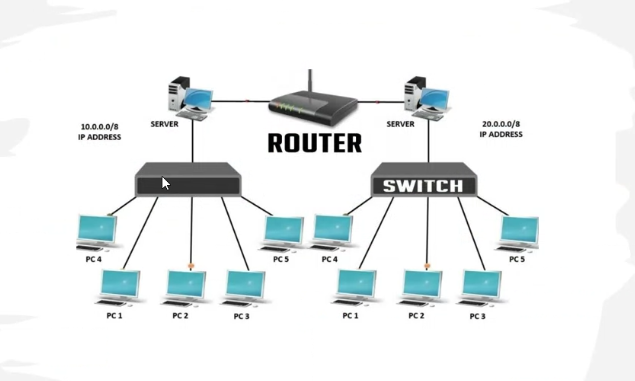 10.0.0.0/8
IP ADDRESS
SERVER
ROUTER
SERVER
20.0.0.0/8
IP ADDRESS
SWITCH
PC 4
PC 5
PC 4
PC 5
PC 1
PC 2
PC 3
PC 1
PC 2
PC 3